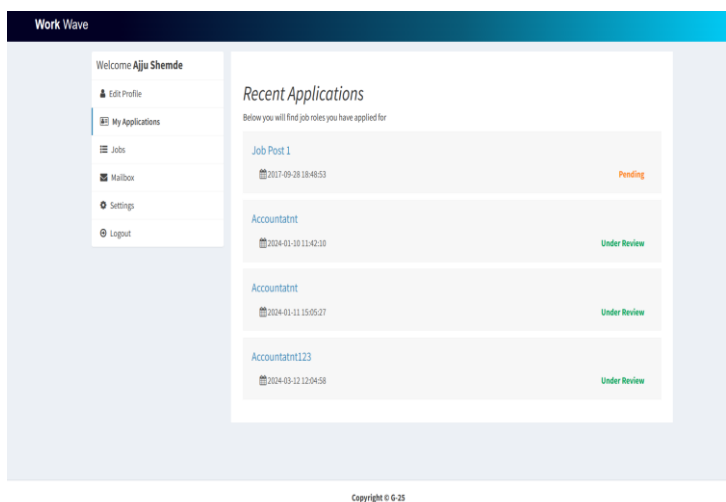 Work Wave
Welcome Ajju Shemde
Edit Profile
My Applications
Jobs
Mailbox
Settings
Logout
Recent Applications
Below you will find job roles you have applied for
Job Post 1
2017-09-28 18:48:53
Pending
Accountatnt
2024-01-10 11:42:10
Under Review
Accountatnt
2024-01-11 15:05:27
Under Review
Accountatnt123
2024-03-12 12:04:58
Under Review
Copyright © G-25